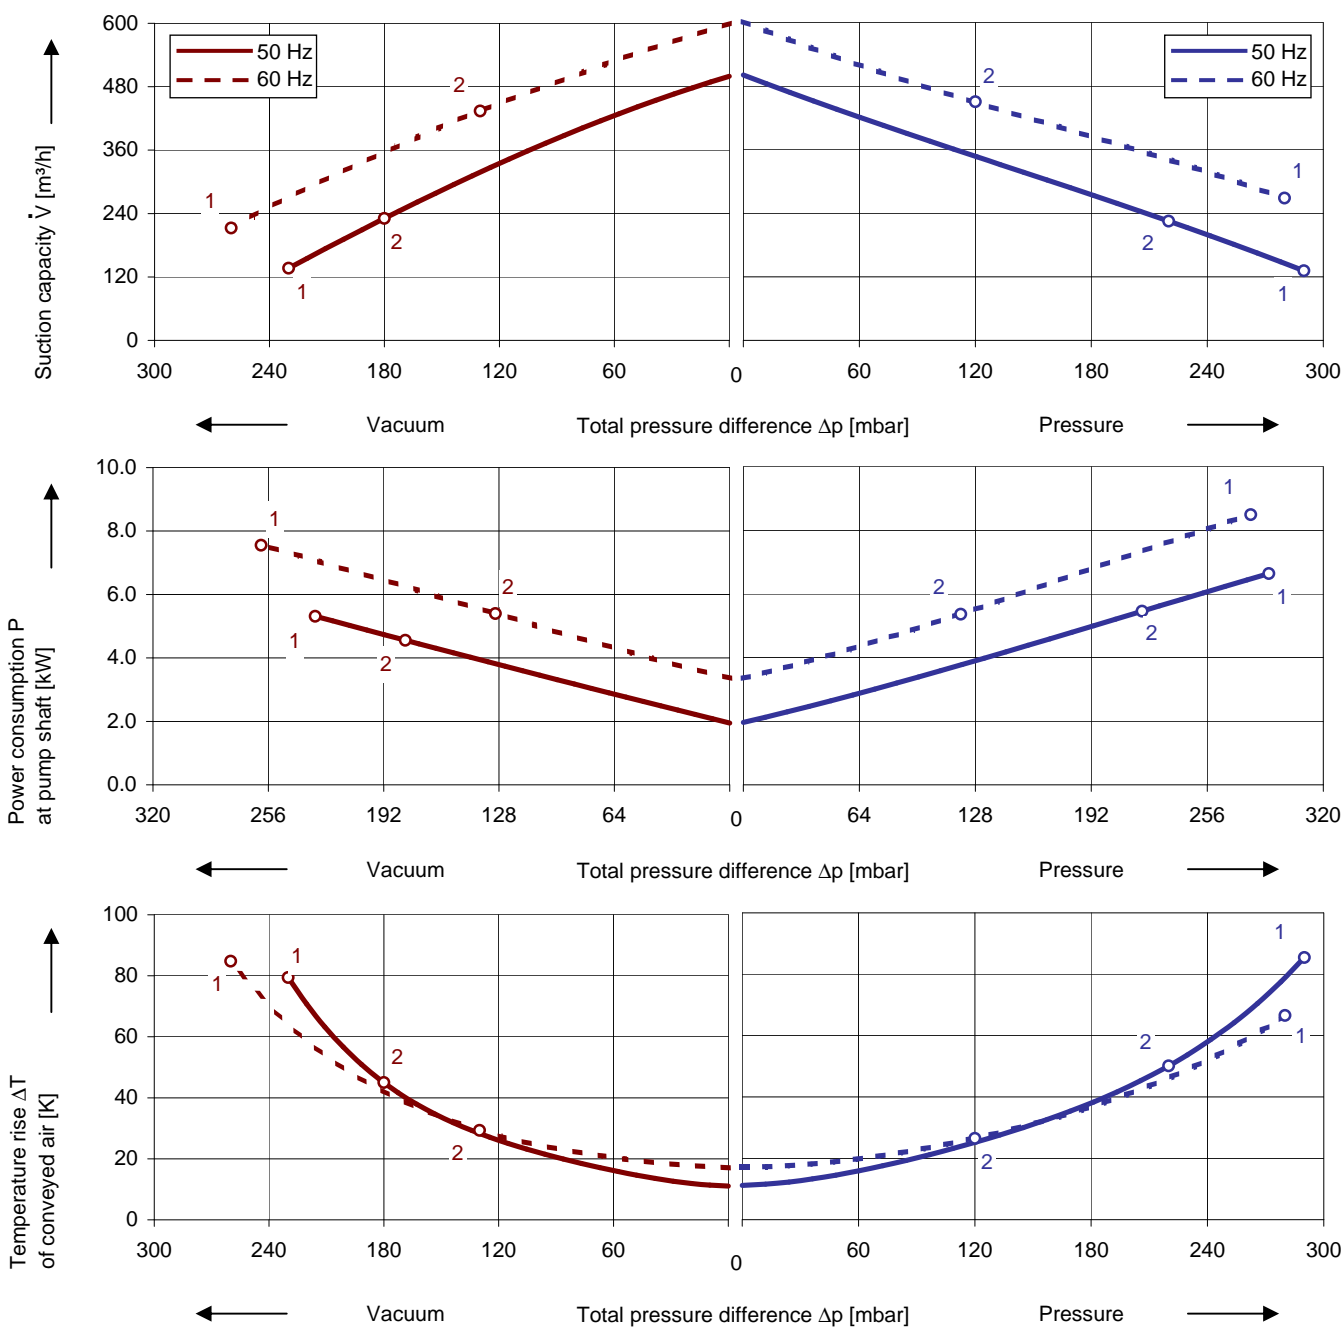 600
480
360
240
120
0
Suction capacity V̇ [m³/h]
50 Hz
60 Hz
50 Hz
60 Hz
2
1
2
1
2
1
2
1
300 240 180 120 60 0 60 120 180 240 300
Vacuum Total pressure difference Δp [mbar] Pressure
10.0
8.0
6.0
4.0
2.0
0.0
Power consumption P
at pump shaft [kW]
1
2
1
2
1
2
1
2
320 256 192 128 64 0 64 128 192 256 320
Vacuum Total pressure difference Δp [mbar] Pressure
100
80
60
40
20
0
Temperature rise ΔT
of conveyed air [K]
1
1
2
2
1
1
2
2
300 240 180 120 60 0 60 120 180 240 300
Vacuum Total pressure difference Δp [mbar] Pressure